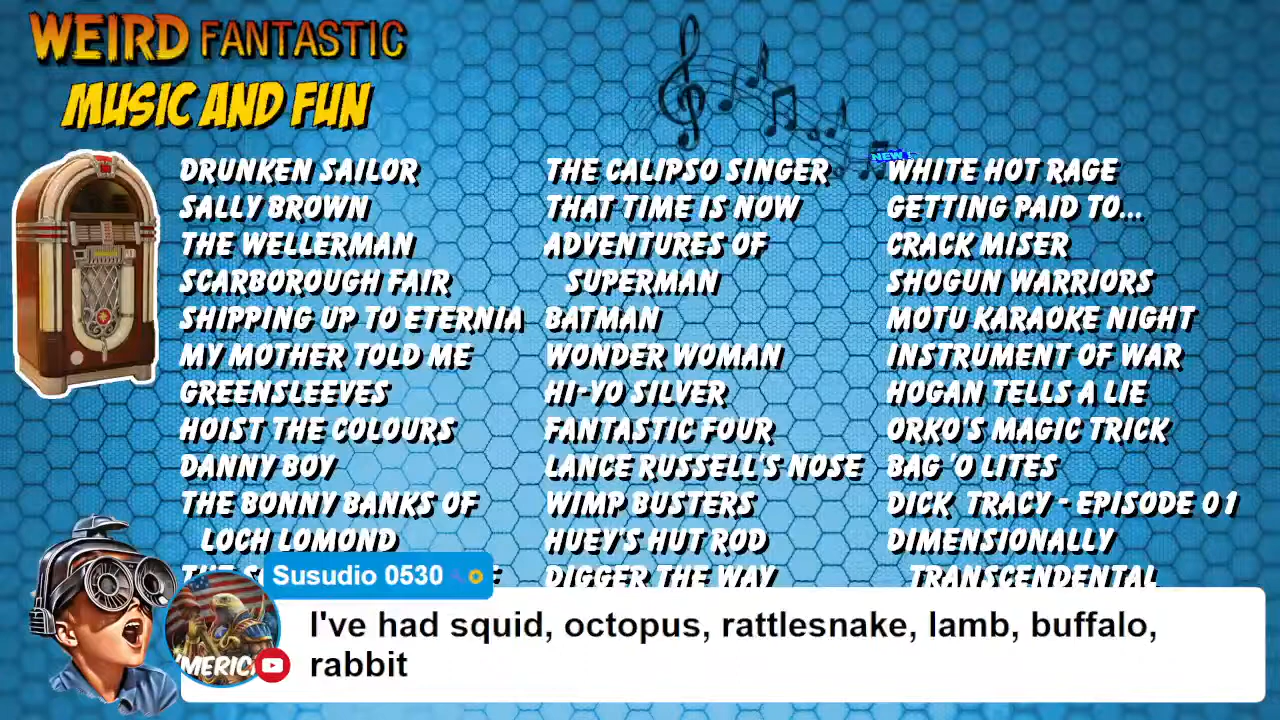 WEIRD FANTASTIC
MUSIC AND FUN
DRUNKEN SAILOR
SALLY BROWN
THE WELLERMAN
SCARBOROUGH FAIR
SHIPPING UP TO ETERNIA
MY MOTHER TOLD ME
GREENSLEEVES
HOIST THE COLOURS
DANNY BOY
THE BONNY BANKS OF
LOCH LOMOND
THE CALIPSO SINGER
THAT TIME IS NOW
ADVENTURES OF
SUPERMAN
BATMAN
WONDER WOMAN
HI-YO SILVER
FANTASTIC FOUR
LANCE RUSSELL'S NOSE
WIMP BUSTERS
HUEY'S HUT ROD
DIGGER THE WAY
NEW
WHITE HOT RAGE
GETTING PAID TO...
CRACK MISER
SHOGUN WARRIORS
MOTU KARAOKE NIGHT
INSTRUMENT OF WAR
HOGAN TELLS A LIE
ORKO'S MAGIC TRICK
BAG 'O LITES
DICK TRACY - EPISODE 01
DIMENSIONALLY
TRANSCENDENTAL
Susudio 0530
I've had squid, octopus, rattlesnake, lamb, buffalo,
rabbit